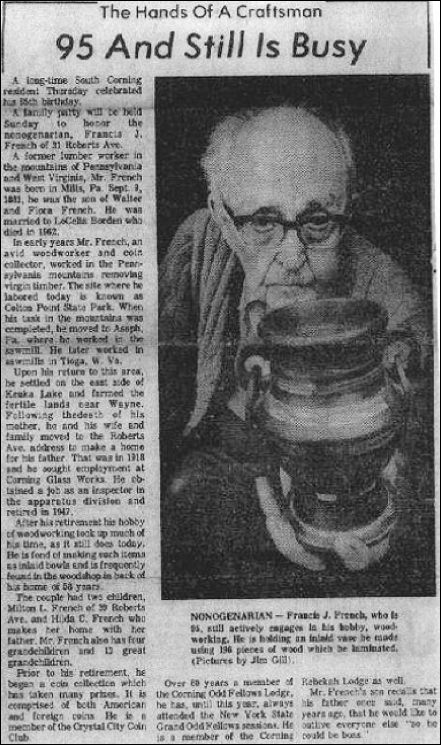 The Hands Of A Craftsman
95 And Still Is Busy
A long-time South Corning
resident Thursday celebrated
his 95th birthday.
A family party will be held
Sunday to honor the
nonogenarian, Francis J.
French of 31 Roberts Ave.
A former lumber worker in
the mountains of Pennsylvania
and West Virginia, Mr. French
was born in Mills, Pa. Sept. 9,
he was the son of Walter
and Flora French. He was
married to LoCella Borden who
died in 1962.
In early years Mr. French, an
avid woodworker and coin
collector, worked in the Penn-
sylvania mountains removing
virgin timber. The site where he
labored today is known as
Colton Point State Park. When
his task in the mountains was
completed, he moved to Asaph,
Pa. where he worked in the
sawmill. He later worked in
sawmills in Tioga, W. Va.
Upon his return to this area,
he settled on the east side of
Keuka Lake and farmed the
fertile lands near Wayne.
Following thedeath of his
mother, he and his wife and
family moved to the Roberts
Ave. address to make a home
for his father. That was in 1918
and he sought employment at
Corning Glass Works. He ob-
tained a job as an inspector in
the apparatus division and
retired in 1947.
After his retirement his hobby
of woodworking took up much of
his time, as it still does today.
He is fond of making such items
as inlaid bowls and is frequently
found in the woodshop in back of
his home of 58 years.
The couple had two children,
Milton L. French of 39 Roberts
Ave. and Hilda C. French who
makes her home with her
father. Mr. French also has four
grandchildren and 13 great
grandchildren.
Prior to his retirement, he
began a coin collection which
has taken many prizes. It is
comprised of both American
and foreign coins. He is a
member of the Crystal City Coin
Club.
NONOGENARIAN — Francis J. French, who is
95, still actively engages in his hobby, wood-
working. He is holding an inlaid vase he made
using 196 pieces of wood which he laminated.
(Pictures by Jim Gill).
Over 60 years a member of
the Corning Odd Fellows Lodge,
he has, until this year, always
attended the New York State
Grand Odd Fellows sessions. He
is a member of the Corning
Rebekah Lodge as well.
Mr. French's son recalls that
his father once said, many
years ago, that he would like to
outlive everyone else "so he
could be boss."